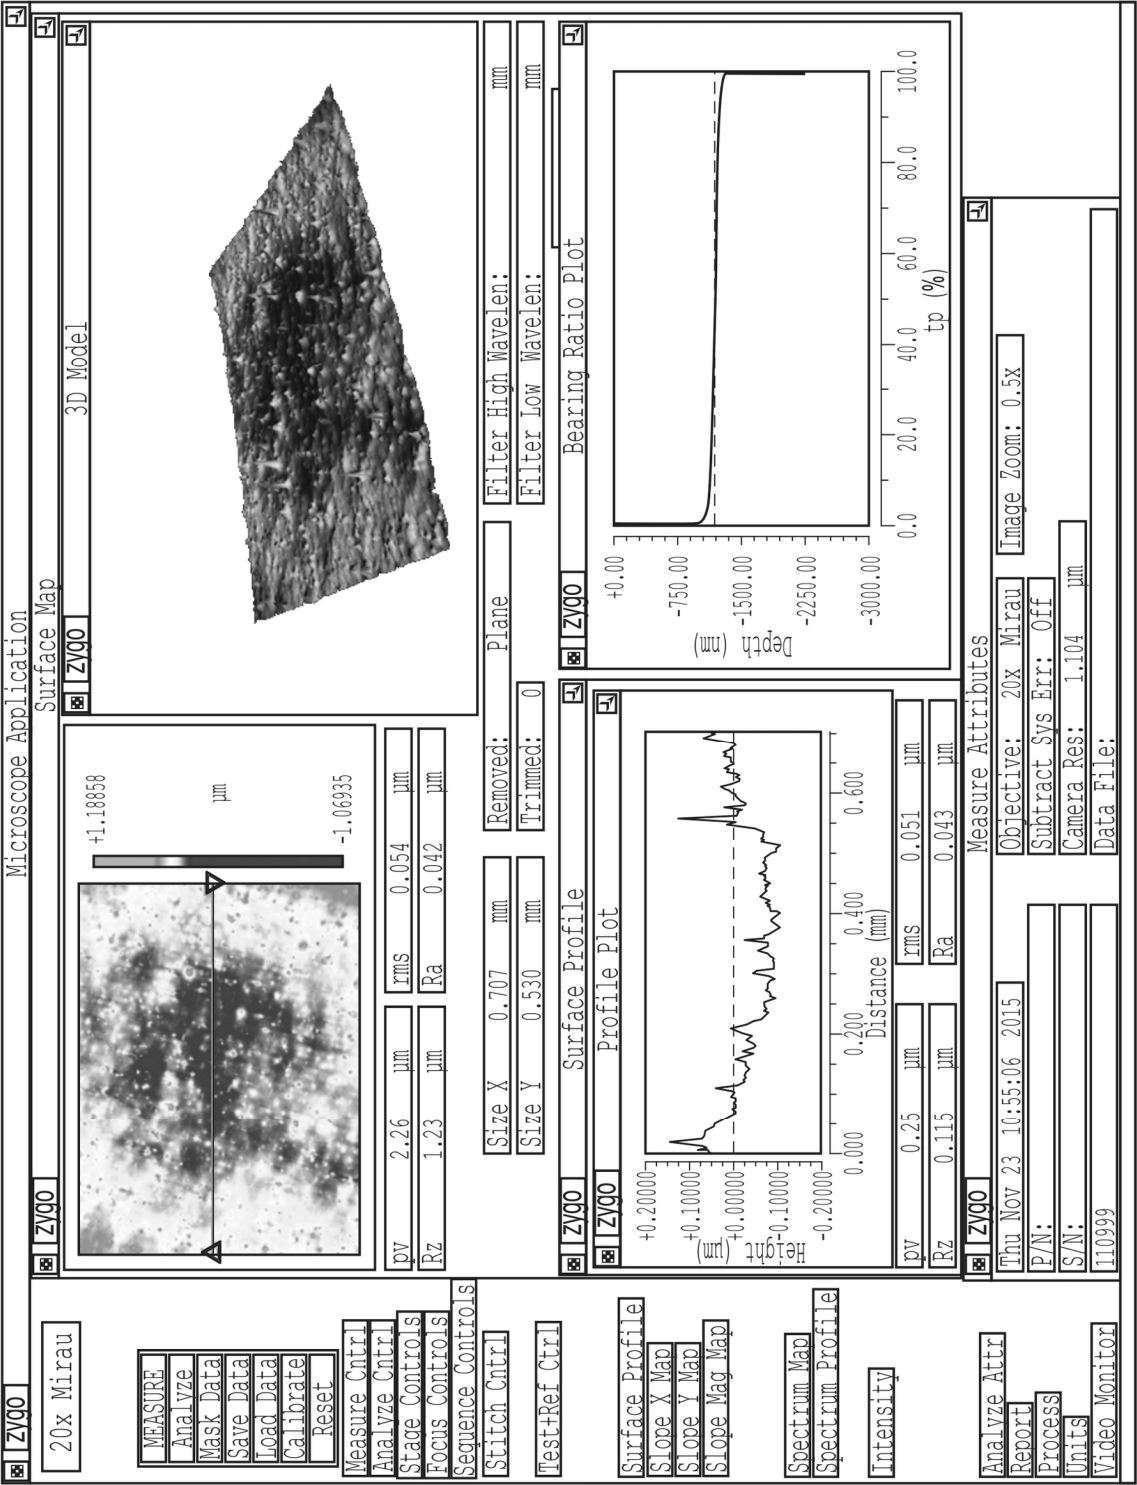 zygo
Microscope Application
20x Mirau
MEASURE
Analyze
Mask Data
Save Data
Load Data
Calibrate
Reset
Measure Cntrl
Analyze Cntrl
Stage Controls
Focus Controls
Sequence Controls
Stitch Cntrl
Test+Ref Ctrl
Surface Profile
Slope X Map
Slope Y Map
Slope Mag Map
Spectrum Map
Spectrum Profile
Intensity
Analyze Attr
Report
Process
Units
Video Monitor
zygo
Surface Map
+1.18858
µm
-1.06935
pv 2.26 µm
rms 0.054 µm
Rz 1.23 µm
Ra 0.042 µm
Size X 0.707 mm
Size Y 0.530 mm
zygo
3D Model
Removed: Plane
Trimmed: 0
Filter High Wavelen: mm
Filter Low Wavelen: mm
zygo
Surface Profile
zygo
Profile Plot
+0.20000
+0.10000
+0.00000
-0.10000
-0.20000
Height (µm)
0.000 0.200 0.400 0.600
Distance (mm)
pv 0.25 µm
rms 0.051 µm
Rz 0.115 µm
Ra 0.043 µm
zygo
Bearing Ratio Plot
+0.00
-750.00
-1500.00
-2250.00
-3000.00
Depth (nm)
0.0 20.0 40.0 60.0 80.0 100.0
tp (%)
zygo
Measure Attributes
Thu Nov 23 10:55:06 2015
P/N:
S/N:
110999
Objective: 20x Mirau
Image Zoom: 0.5x
Subtract Sys Err: Off
Camera Res: 1.104 µm
Data File: